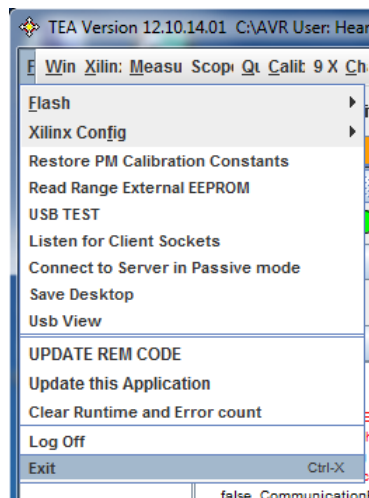 TEA Version 12.10.14.01 C:\AVR User: Hear
F Win Xilin: Measu Scop Qu Calib 9 X Ch
Flash
Xilinx Config
Restore PM Calibration Constants
Read Range External EEPROM
USB TEST
Listen for Client Sockets
Connect to Server in Passive mode
Save Desktop
Usb View
UPDATE REM CODE
Update this Application
Clear Runtime and Error count
Log Off
Exit Ctrl-X
false Communication